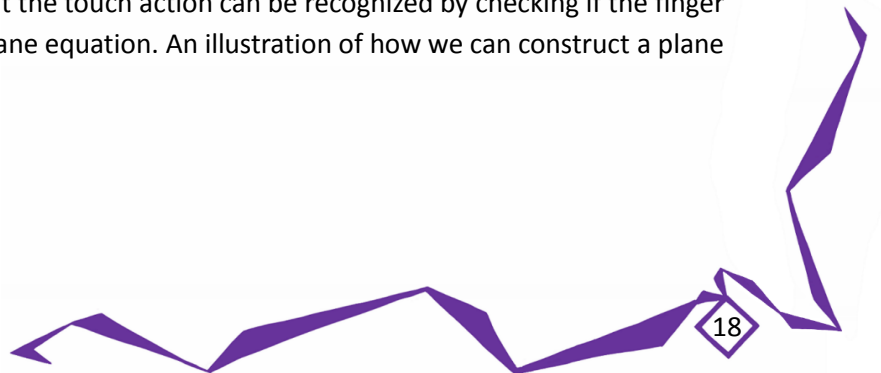 t the touch action can be recognized by checking if the finger
ane equation. An illustration of how we can construct a plane
18